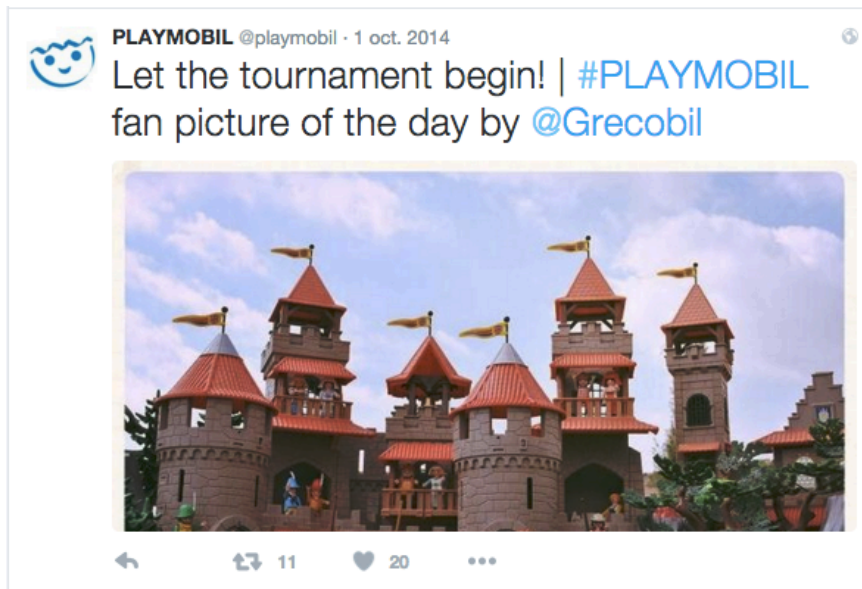 PLAYMOBIL @playmobil · 1 oct. 2014
Let the tournament begin! | #PLAYMOBIL
fan picture of the day by @Grecobil
11 20